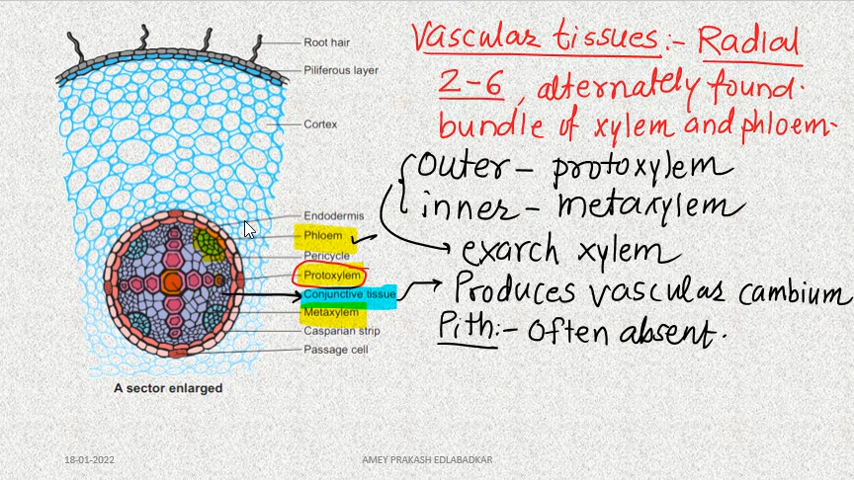 Root hair
Piliferous layer
Cortex
Endodermis
Phloem
Pericycle
Protoxylem
Conjunctive tissue
Metaxylem
Casparian strip
Passage cell
A sector enlarged
Vascular tissues:- Radial
2-6, alternately found.
bundle of xylem and phloem.
Outer - protoxylem
inner - metaxylem
exarch xylem
Produces vascular cambium
Pith:- Often absent.
18-01-2022
AMEY PRAKASH EDLABADKAR